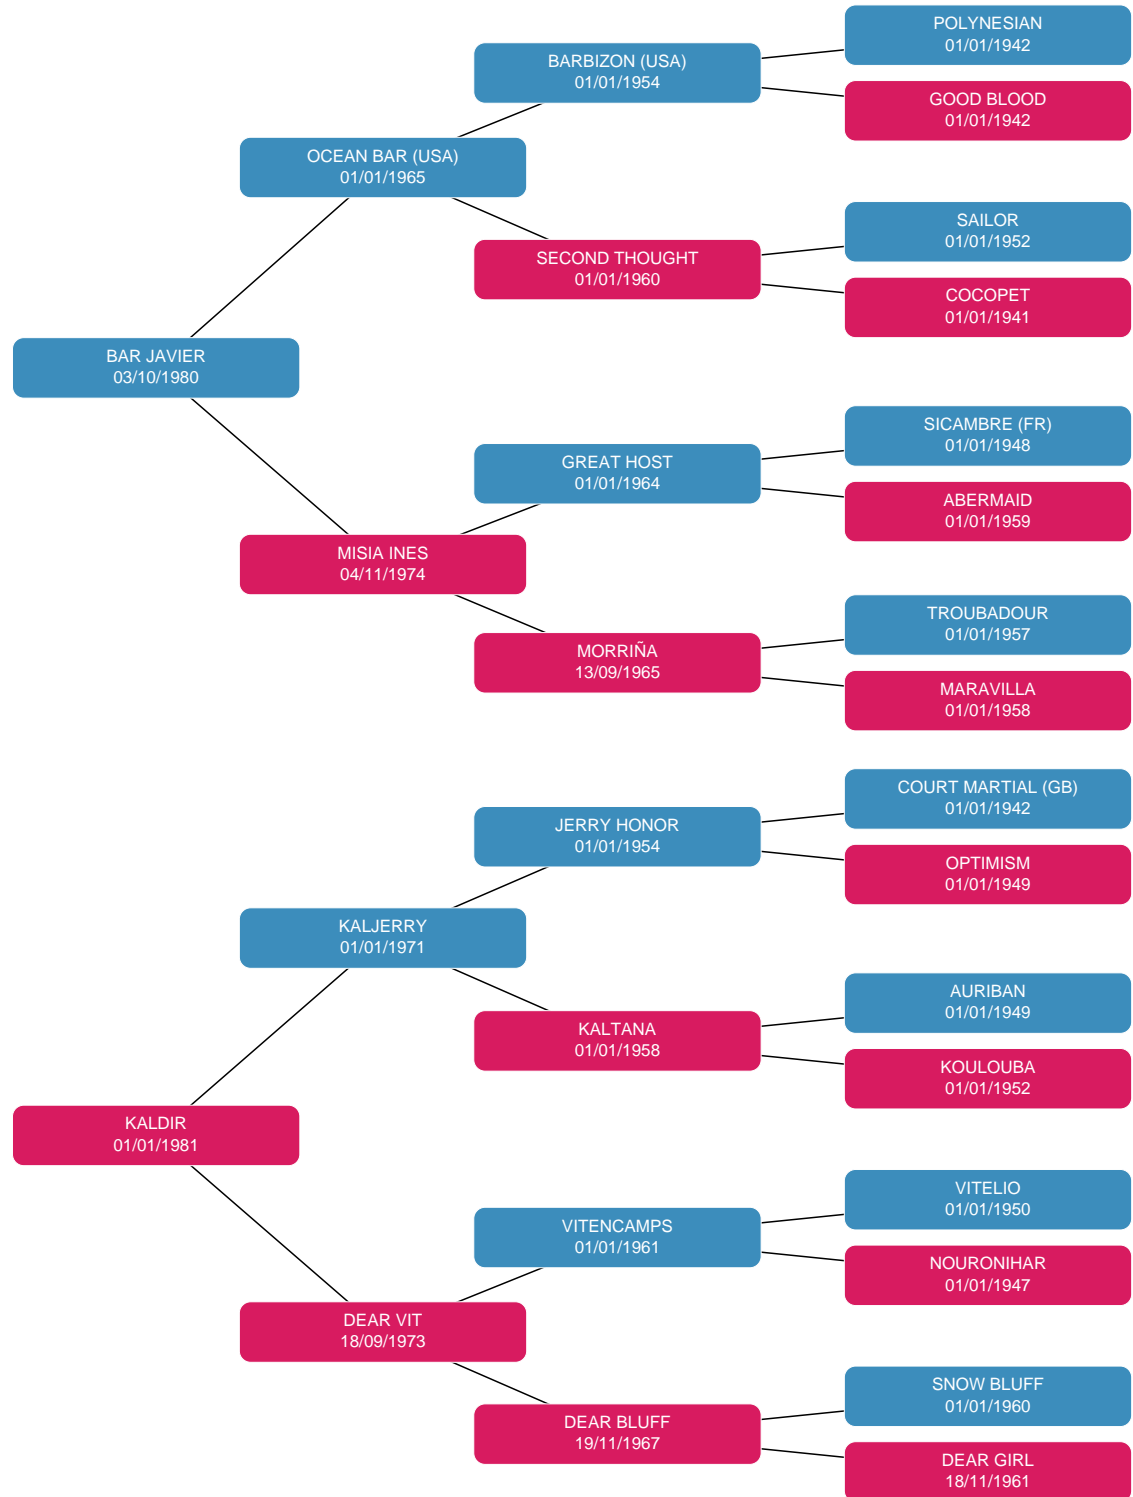 POLYNESIAN
01/01/1942
BARBIZON (USA)
01/01/1954
GOOD BLOOD
01/01/1942
OCEAN BAR (USA)
01/01/1965
SAILOR
01/01/1952
SECOND THOUGHT
01/01/1960
COCOPET
01/01/1941
BAR JAVIER
03/10/1980
SICAMBRE (FR)
01/01/1948
GREAT HOST
01/01/1964
ABERMAID
01/01/1959
MISIA INES
04/11/1974
TROUBADOUR
01/01/1957
MORRIÑA
13/09/1965
MARAVILLA
01/01/1958
COURT MARTIAL (GB)
01/01/1942
JERRY HONOR
01/01/1954
OPTIMISM
01/01/1949
KALJERRY
01/01/1971
AURIBAN
01/01/1949
KALTANA
01/01/1958
KOULOUBA
01/01/1952
KALDIR
01/01/1981
VITELIO
01/01/1950
VITENCAMPS
01/01/1961
NOURONIHAR
01/01/1947
DEAR VIT
18/09/1973
SNOW BLUFF
01/01/1960
DEAR BLUFF
19/11/1967
DEAR GIRL
18/11/1961